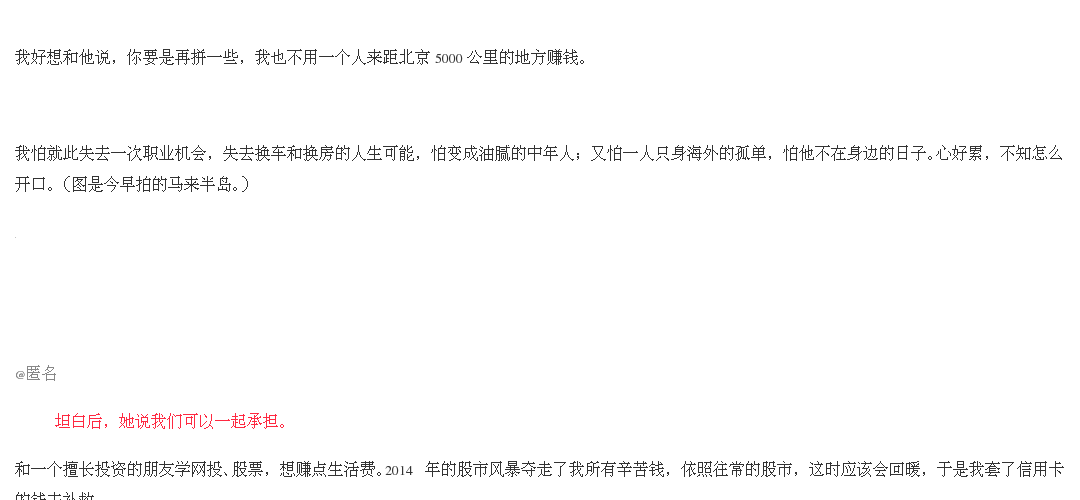 我好想和他说，你要是再拼一些，我也不用一个人来距北京 5000 公里的地方赚钱。
我怕就此失去一次职业机会，失去换车和换房的人生可能，怕变成油腻的中年人；又怕一人只身海外的孤单，怕他不在身边的日子。心好累，不知怎么
开口。（图是今早拍的马来半岛。）
@匿名
坦白后，她说我们可以一起承担。
和一个擅长投资的朋友学网投、股票，想赚点生活费。2014 年的股市风暴夺走了我所有辛苦钱，依照往常的股市，这时应该会回暖，于是我套了信用卡
的钱去补救